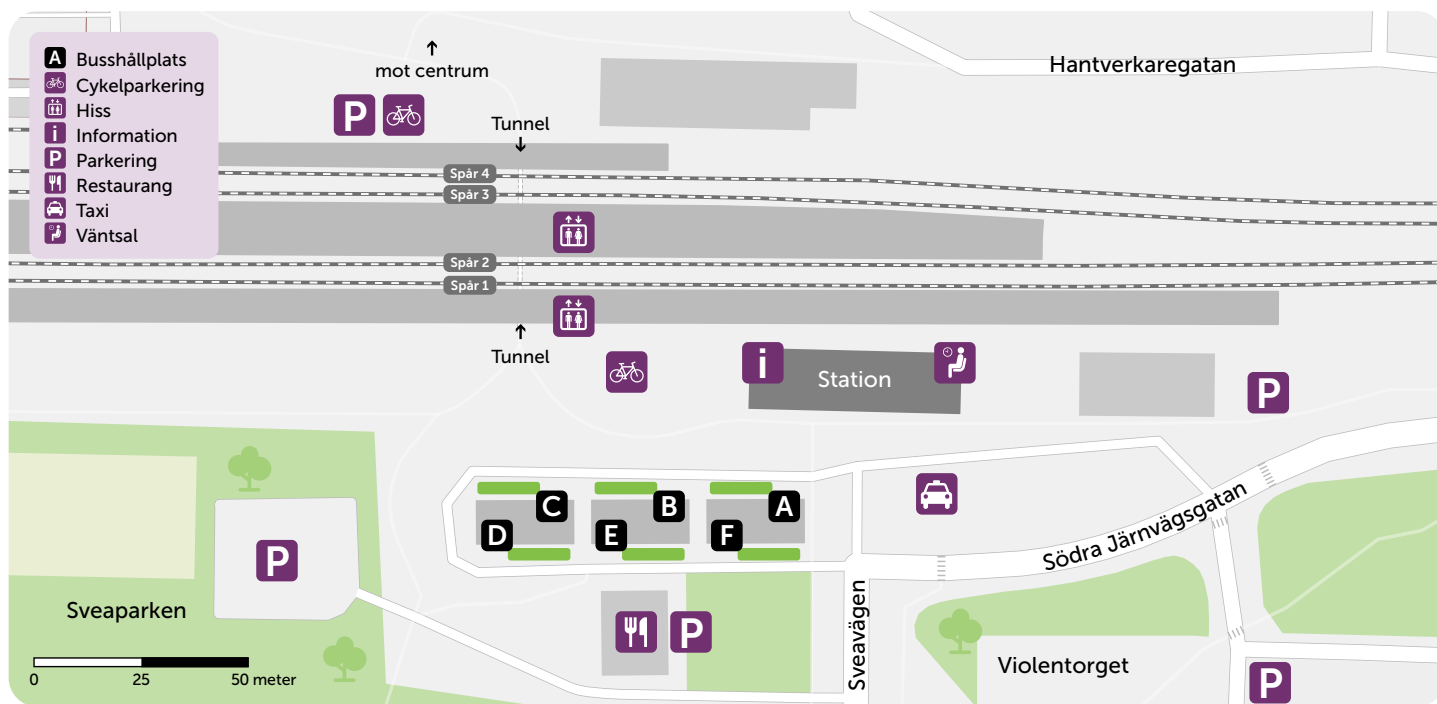 A Busshållplats
Cykelparkering
Hiss
i Information
P Parkering
Restaurang
Taxi
Väntsal
↑
mot centrum
Hantverkaregatan
P
Tunnel
↓
Spår 4
Spår 3
Spår 2
Spår 1
↑
Tunnel
i
Station
P
C
B
A
D
E
F
P
Södra Järnvägsgatan
Sveaparken
P
Sveavägen
Violentorget
P
0 25 50 meter